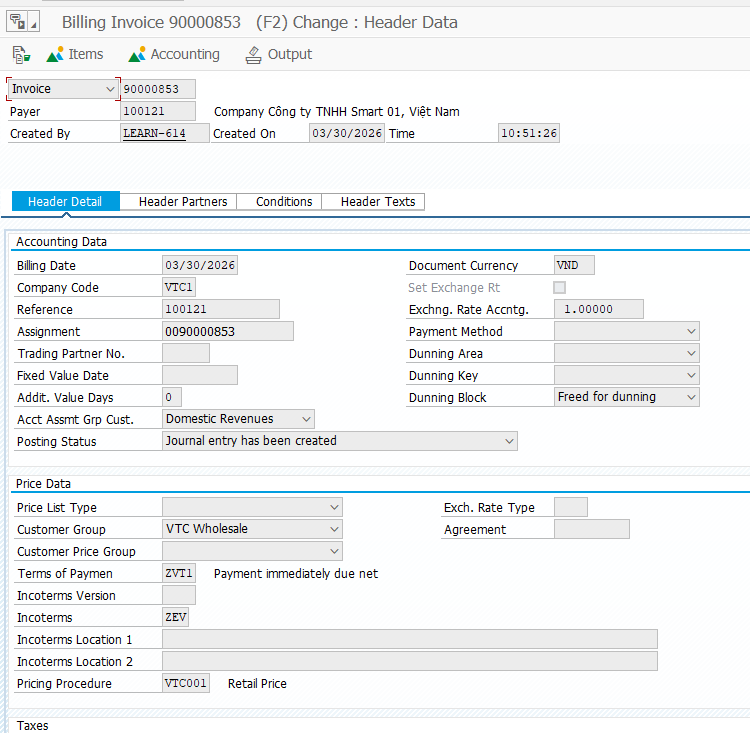 Billing Invoice 90000853 (F2) Change : Header Data
Items Accounting Output
Invoice 90000853
Payer 100121 Company Công ty TNHH Smart 01, Việt Nam
Created By LEARN-614 Created On 03/30/2026 Time 10:51:26
Header Detail Header Partners Conditions Header Texts
Accounting Data
Billing Date 03/30/2026 Document Currency VND
Company Code VTC1 Set Exchange Rt
Reference 100121 Exchng. Rate Accntg. 1.00000
Assignment 0090000853 Payment Method
Trading Partner No. Dunning Area
Fixed Value Date Dunning Key
Addit. Value Days 0 Dunning Block Freed for dunning
Acct Assmt Grp Cust. Domestic Revenues
Posting Status Journal entry has been created
Price Data
Price List Type Exch. Rate Type
Customer Group VTC Wholesale Agreement
Customer Price Group
Terms of Paymen ZVT1 Payment immediately due net
Incoterms Version
Incoterms ZEV
Incoterms Location 1
Incoterms Location 2
Pricing Procedure VTC001 Retail Price
Taxes